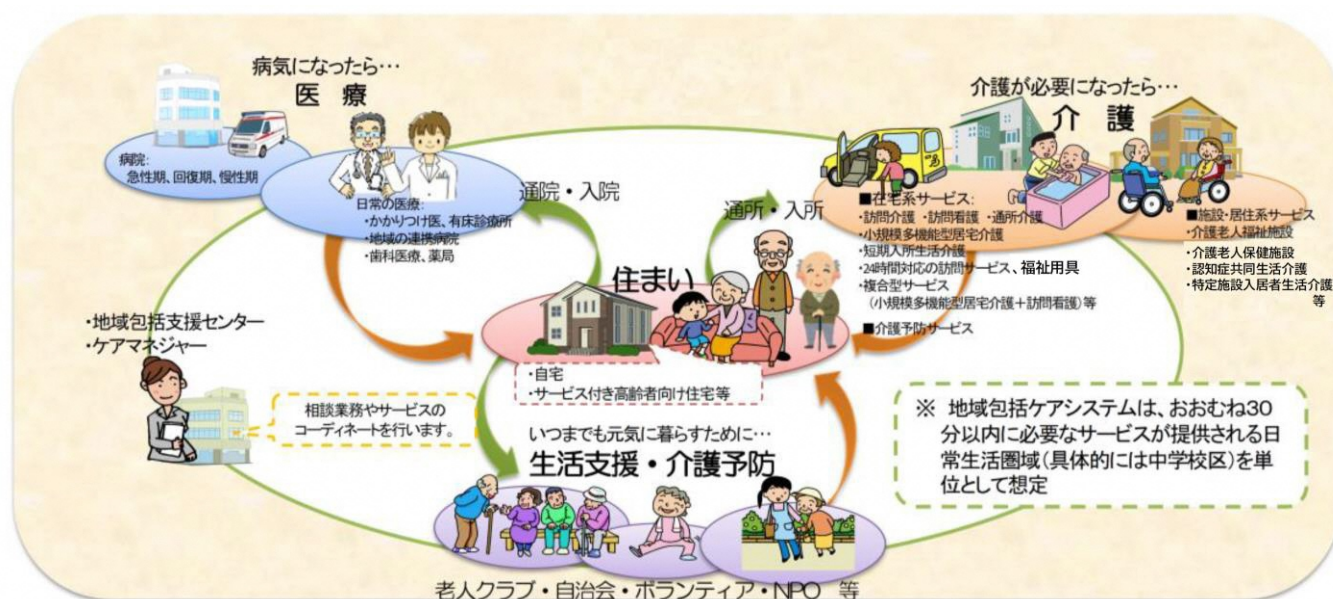 病気になったら…
医 療
病院:
急性期、回復期、慢性期
日常の医療:
・かかりつけ医、有床診療所
・地域の連携病院
・歯科医療、薬局
通院・入院
通所・入所
介護が必要になったら…
介 護
■在宅系サービス:
・訪問介護 ・訪問看護 ・通所介護
・小規模多機能型居宅介護
・短期入所生活介護
・24時間対応の訪問サービス、福祉用具
・複合型サービス
(小規模多機能型居宅介護+訪問看護)等
■介護予防サービス
■施設・居住系サービス
・介護老人福祉施設
・介護老人保健施設
・認知症共同生活介護
・特定施設入居者生活介護
等
住まい
・自宅
・サービス付き高齢者向け住宅等
・地域包括支援センター
・ケアマネジャー
相談業務やサービスの
コーディネートを行います。
いつまでも元気に暮らすために…
生活支援・介護予防
老人クラブ・自治会・ボランティア・NPO 等
※ 地域包括ケアシステムは、おおむね30
分以内に必要なサービスが提供される日
常生活圏域(具体的には中学校区)を単
位として想定